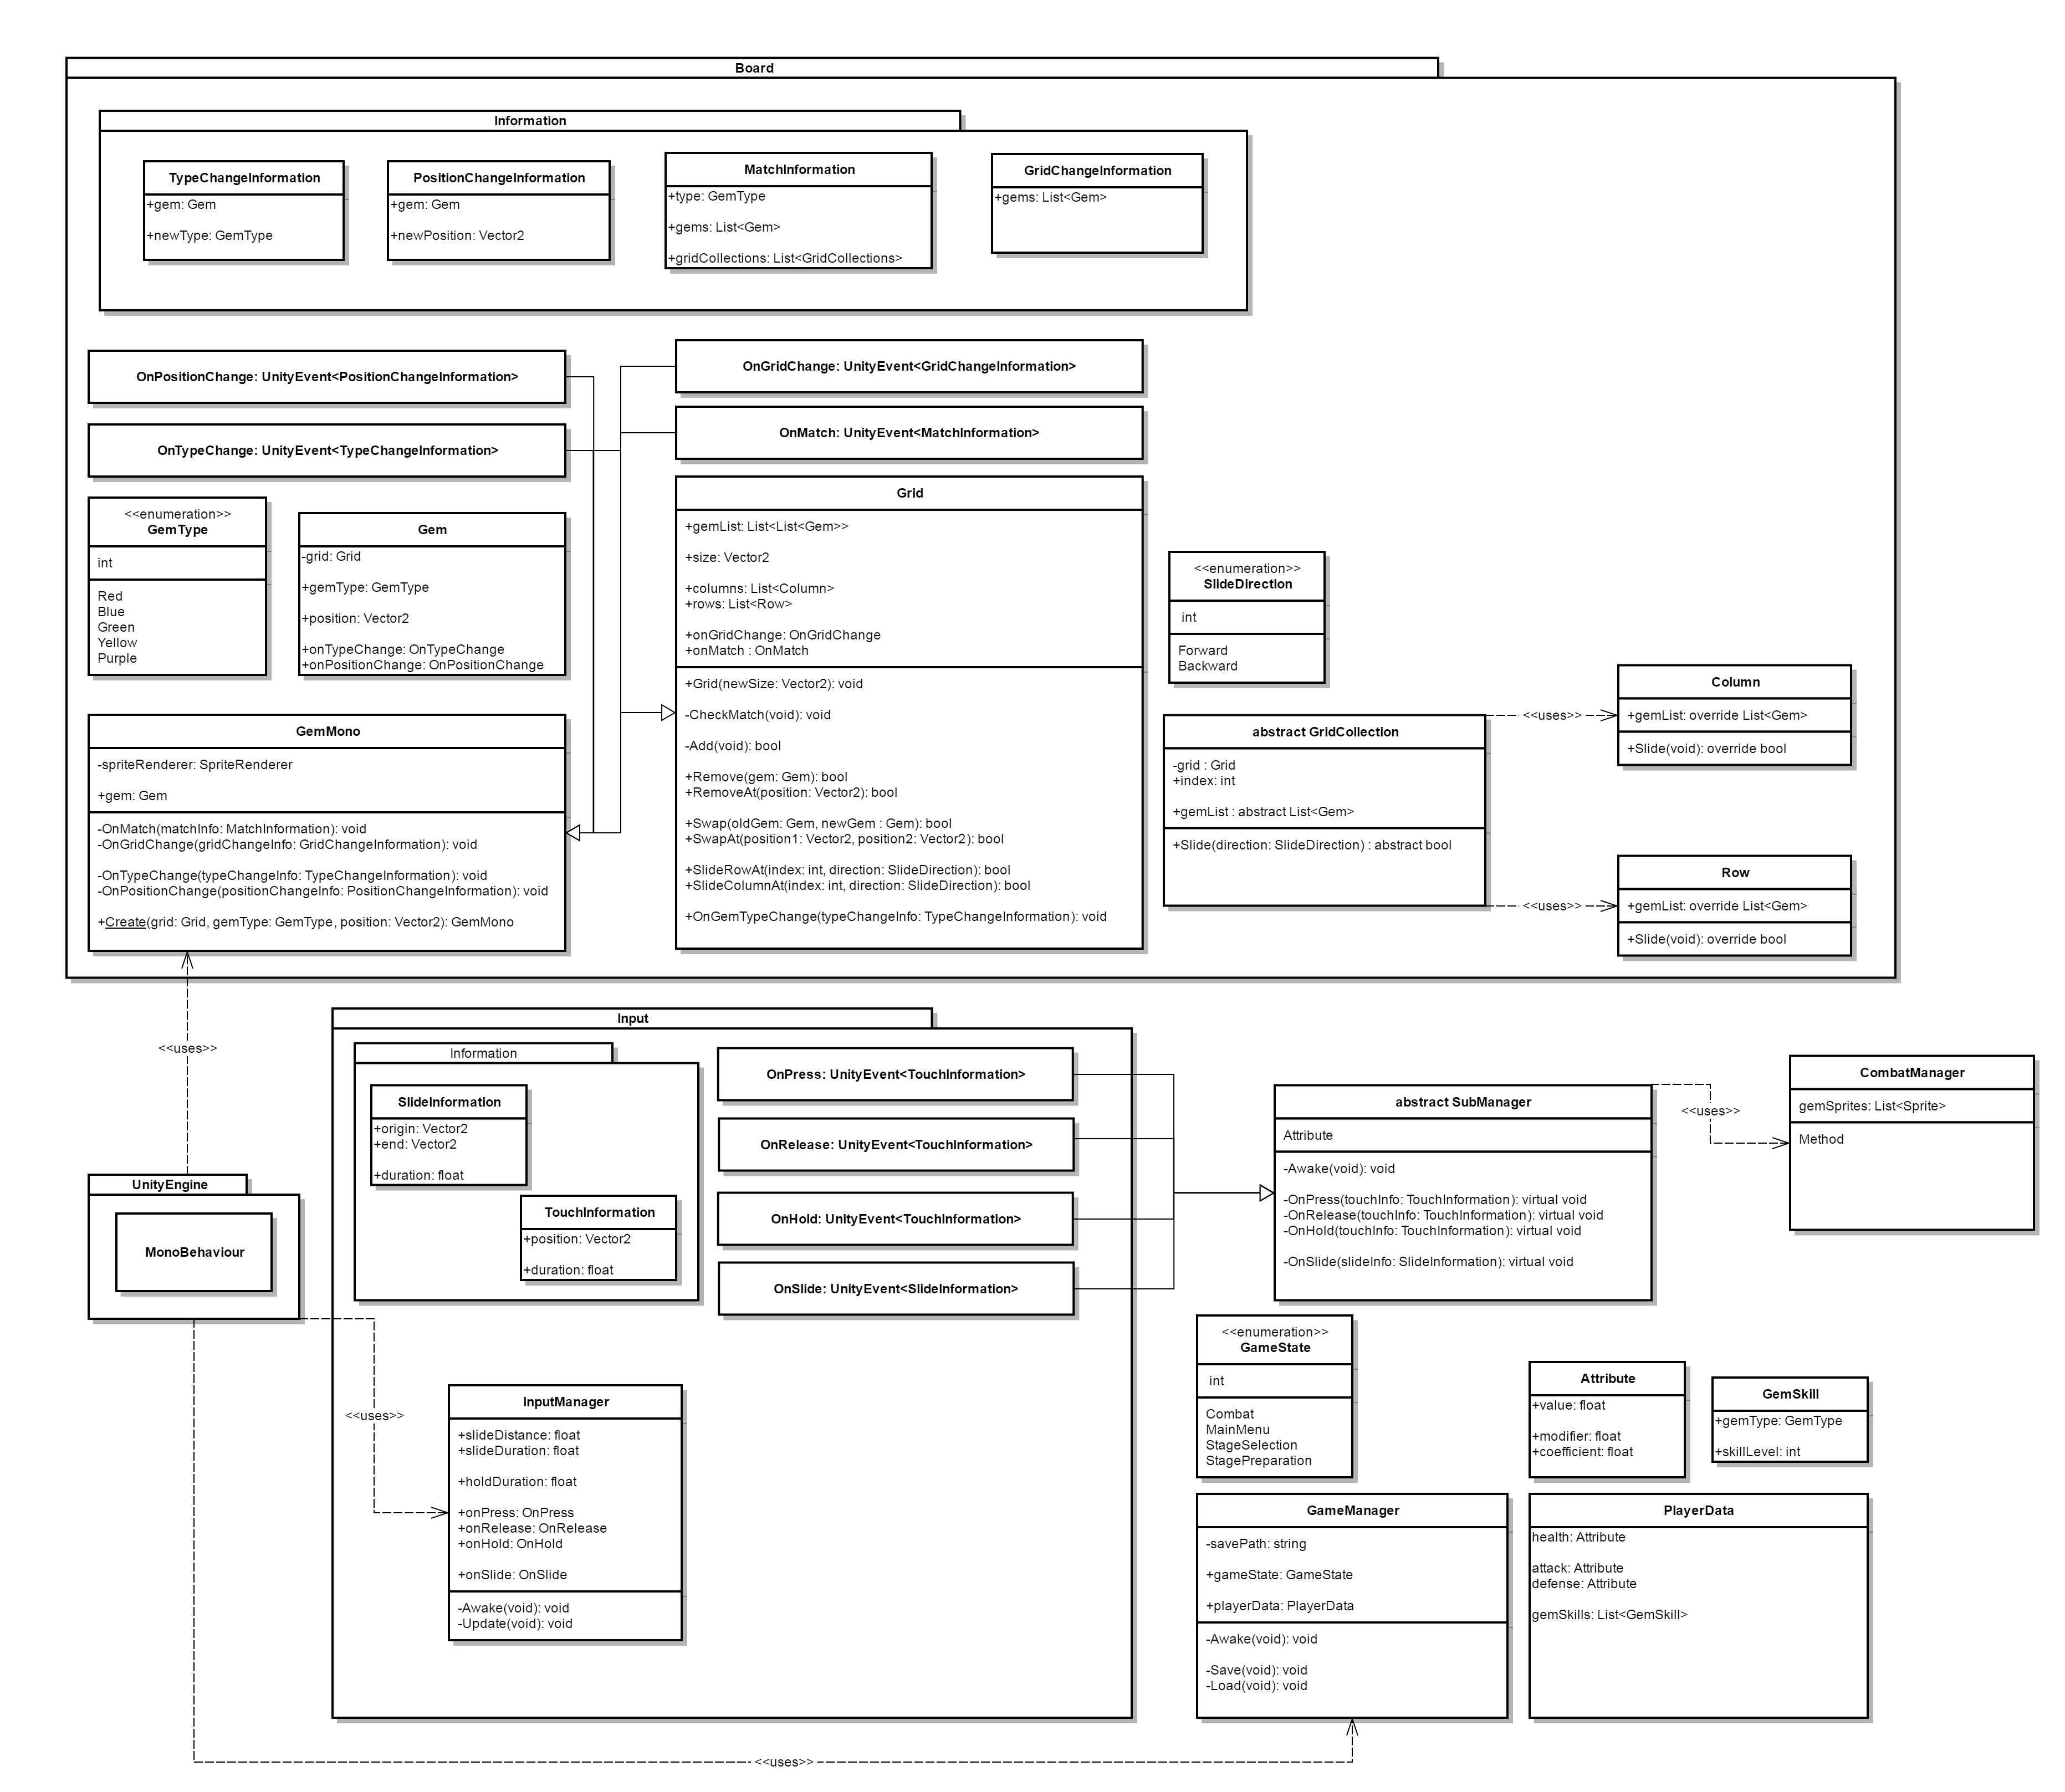 Board
Information
TypeChangeInformation
+gem: Gem
+newType: GemType
PositionChangeInformation
+gem: Gem
+newPosition: Vector2
MatchInformation
+type: GemType
+gems: List<Gem>
+gridCollections: List<GridCollections>
GridChangeInformation
+gems: List<Gem>
OnPositionChange: UnityEvent<PositionChangeInformation>
OnTypeChange: UnityEvent<TypeChangeInformation>
OnGridChange: UnityEvent<GridChangeInformation>
OnMatch: UnityEvent<MatchInformation>
<<enumeration>>
GemType
int
Red
Blue
Green
Yellow
Purple
Gem
-grid: Grid
+gemType: GemType
+position: Vector2
+onTypeChange: OnTypeChange
+onPositionChange: OnPositionChange
Grid
+gemList: List<List<Gem>>
+size: Vector2
+columns: List<Column>
+rows: List<Row>
+onGridChange: OnGridChange
+onMatch : OnMatch
+Grid(newSize: Vector2): void
-CheckMatch(void): void
-Add(void): bool
+Remove(gem: Gem): bool
+RemoveAt(position: Vector2): bool
+Swap(oldGem: Gem, newGem : Gem): bool
+SwapAt(position1: Vector2, position2: Vector2): bool
+SlideRowAt(index: int, direction: SlideDirection): bool
+SlideColumnAt(index: int, direction: SlideDirection): bool
+OnGemTypeChange(typeChangeInfo: TypeChangeInformation): void
<<enumeration>>
SlideDirection
int
Forward
Backward
GemMono
-spriteRenderer: SpriteRenderer
+gem: Gem
-OnMatch(matchInfo: MatchInformation): void
-OnGridChange(gridChangeInfo: GridChangeInformation): void
-OnTypeChange(typeChangeInfo: TypeChangeInformation): void
-OnPositionChange(positionChangeInfo: PositionChangeInformation): void
+Create(grid: Grid, gemType: GemType, position: Vector2): GemMono
abstract GridCollection
-grid : Grid
+index: int
+gemList : abstract List<Gem>
+Slide(direction: SlideDirection) : abstract bool
<<uses>>
Column
+gemList: override List<Gem>
+Slide(void): override bool
<<uses>>
Row
+gemList: override List<Gem>
+Slide(void): override bool
<<uses>>
Input
Information
SlideInformation
+origin: Vector2
+end: Vector2
+duration: float
TouchInformation
+position: Vector2
+duration: float
OnPress: UnityEvent<TouchInformation>
OnRelease: UnityEvent<TouchInformation>
OnHold: UnityEvent<TouchInformation>
OnSlide: UnityEvent<SlideInformation>
abstract SubManager
Attribute
-Awake(void): void
-OnPress(touchInfo: TouchInformation): virtual void
-OnRelease(touchInfo: TouchInformation): virtual void
-OnHold(touchInfo: TouchInformation): virtual void
-OnSlide(slideInfo: SlideInformation): virtual void
<<uses>>
CombatManager
gemSprites: List<Sprite>
Method
UnityEngine
MonoBehaviour
<<uses>>
InputManager
+slideDistance: float
+slideDuration: float
+holdDuration: float
+onPress: OnPress
+onRelease: OnRelease
+onHold: OnHold
+onSlide: OnSlide
-Awake(void): void
-Update(void): void
<<enumeration>>
GameState
int
Combat
MainMenu
StageSelection
StagePreparation
Attribute
+value: float
+modifier: float
+coefficient: float
GemSkill
+gemType: GemType
+skillLevel: int
GameManager
-savePath: string
+gameState: GameState
+playerData: PlayerData
-Awake(void): void
-Save(void): void
-Load(void): void
PlayerData
health: Attribute
attack: Attribute
defense: Attribute
gemSkills: List<GemSkill>
<<uses>>